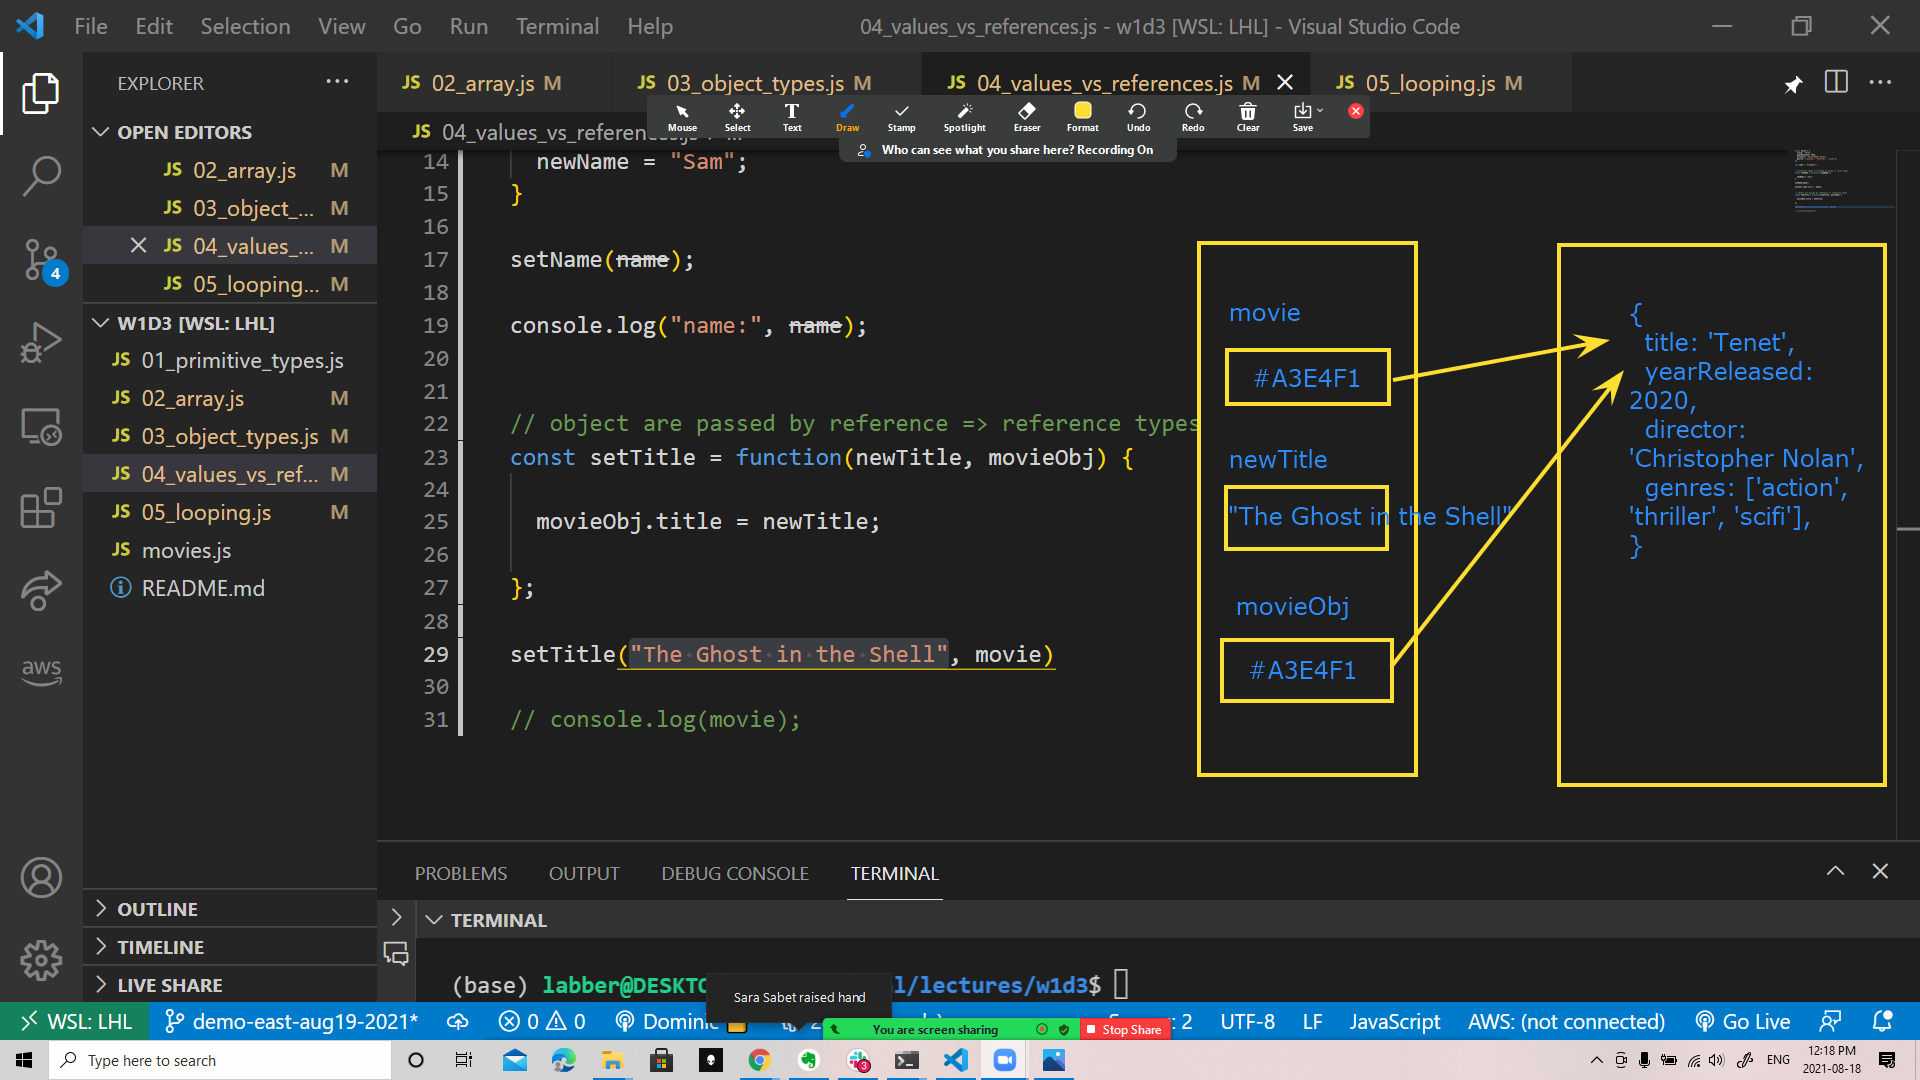 File Edit Selection View Go Run Terminal Help
04_values_vs_references.js - w1d3 [WSL: LHL] - Visual Studio Code
EXPLORER
JS 02_array.js M
JS 03_object_types.js M
JS 04_values_vs_references.js M
JS 05_looping.js M
Mouse Select Text Draw Stamp Spotlight Eraser Format Undo Redo Clear Save
Who can see what you share here? Recording On
OPEN EDITORS
JS 02_array.js M
JS 03_object_... M
JS 04_values_... M
JS 05_looping... M
4
W1D3 [WSL: LHL]
JS 01_primitive_types.js
JS 02_array.js M
JS 03_object_types.js M
JS 04_values_vs_ref... M
JS 05_looping.js M
JS movies.js
README.md
aws
OUTLINE
TIMELINE
LIVE SHARE
JS 04_values_vs_references.js
14 newName = "Sam";
15 }
16
17 setName(name);
18
19 console.log("name:", name);
20
21
22 // object are passed by reference => reference types
23 const setTitle = function(newTitle, movieObj) {
24
25 movieObj.title = newTitle;
26
27 };
28
29 setTitle("The Ghost in the Shell", movie)
30
31 // console.log(movie);
movie
#A3E4F1
newTitle
"The Ghost in the Shell"
movieObj
#A3E4F1
{
title: 'Tenet',
yearReleased:
2020,
director:
'Christopher Nolan',
genres: ['action',
'thriller', 'scifi'],
}
PROBLEMS OUTPUT DEBUG CONSOLE TERMINAL
TERMINAL
(base) labber@DESKTO l/lectures/w1d3$
Sara Sabet raised hand
WSL: LHL demo-east-aug19-2021* 0 0 Dominic : 2 UTF-8 LF JavaScript AWS: (not connected) Go Live
You are screen sharing Stop Share
Type here to search
3
ENG
12:18 PM
2021-08-18